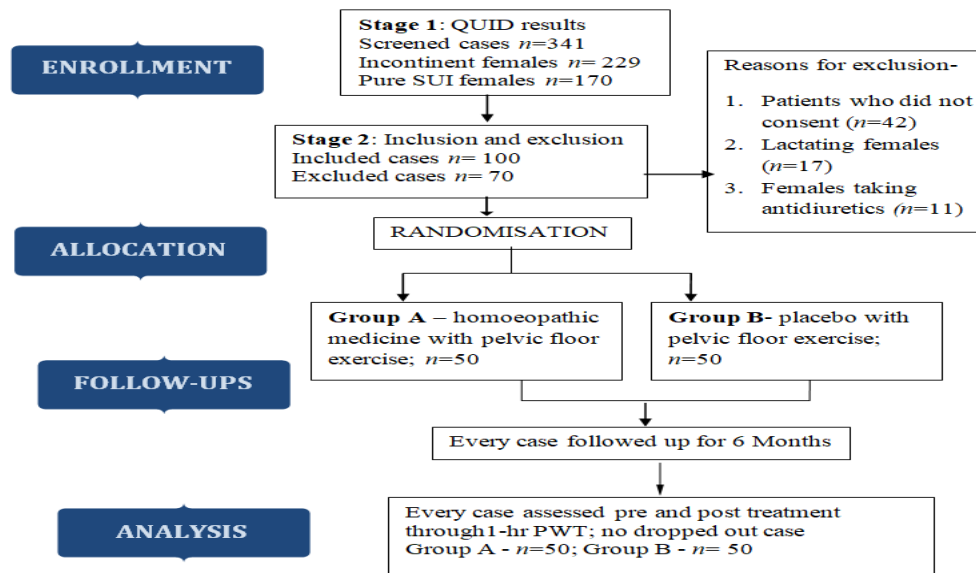 ENROLLMENT
Stage 1: QUID results
Screened cases n=341
Incontinent females n= 229
Pure SUI females n=170
Stage 2: Inclusion and exclusion
Included cases n= 100
Excluded cases n= 70
Reasons for exclusion-
1. Patients who did not
consent (n=42)
2. Lactating females
(n=17)
3. Females taking
antidiuretics (n=11)
ALLOCATION
RANDOMISATION
Group A – homoeopathic
medicine with pelvic floor
exercise; n=50
Group B- placebo with
pelvic floor exercise;
n=50
FOLLOW-UPS
Every case followed up for 6 Months
ANALYSIS
Every case assessed pre and post treatment
through1-hr PWT; no dropped out case
Group A - n=50; Group B - n= 50